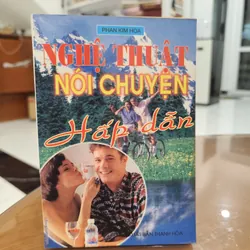 PHAN KIM HOA
NGHỆ THUẬT
NÓI CHUYỆN
Hấp dẫn